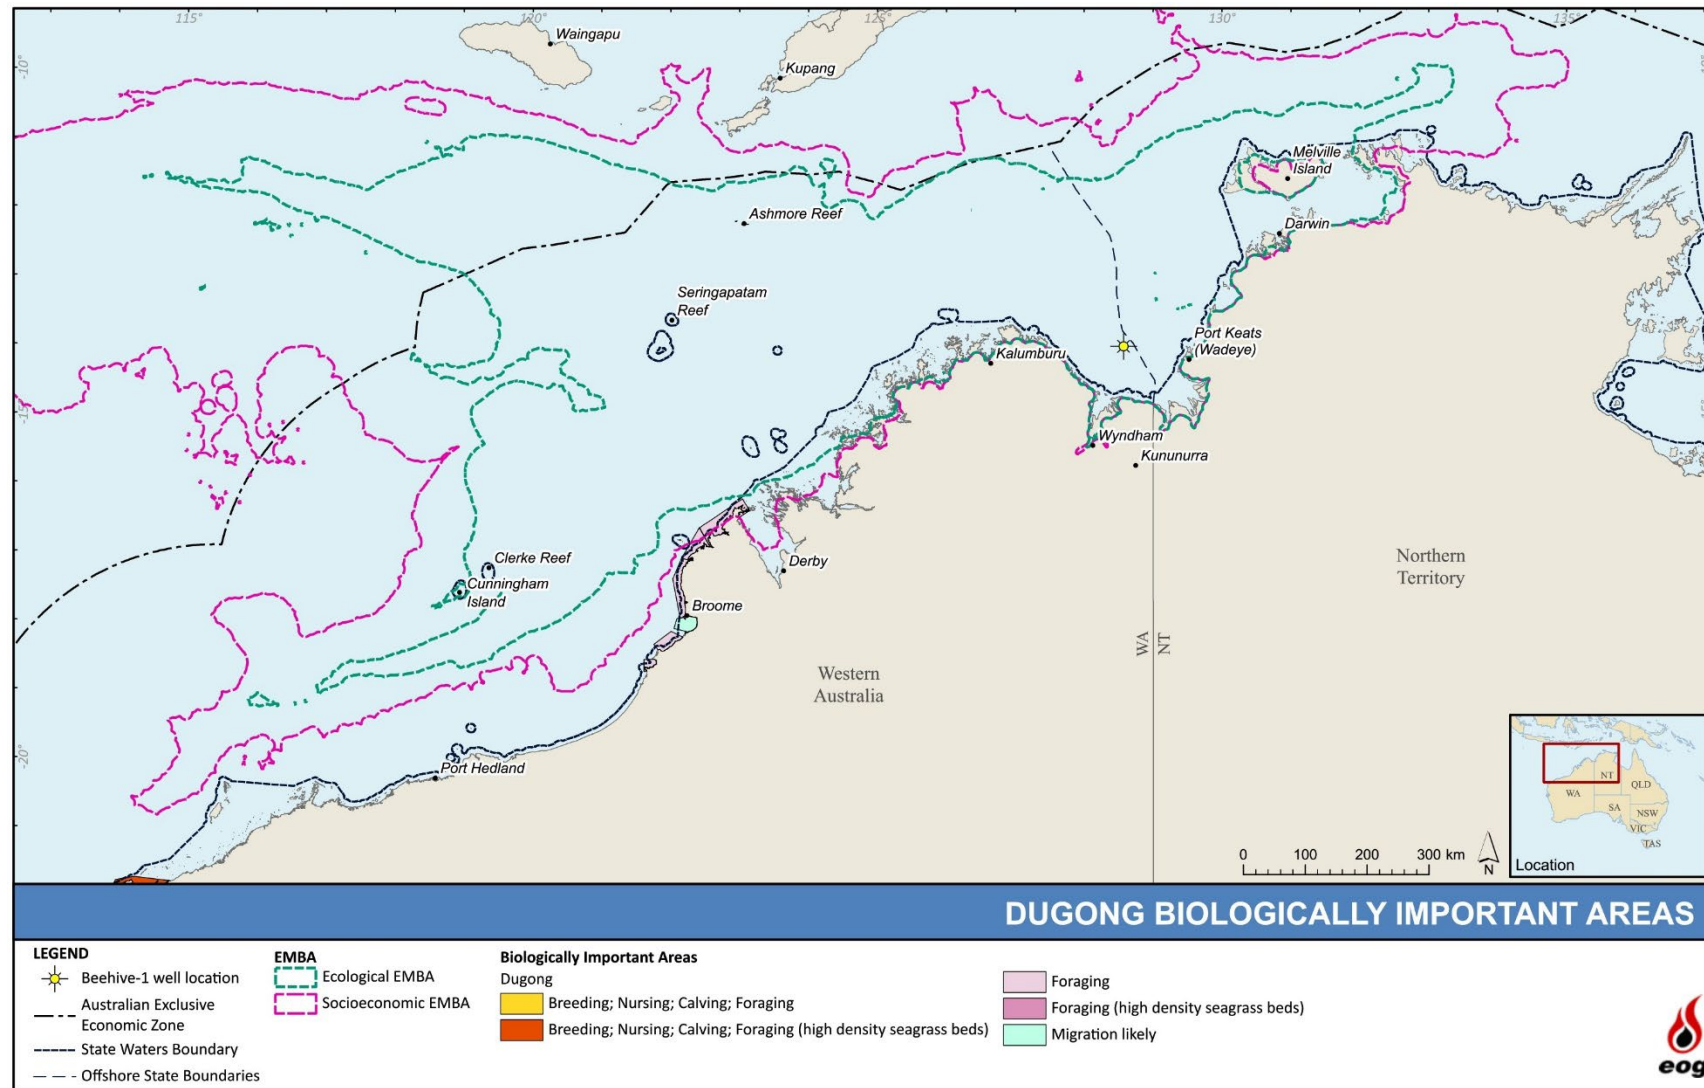 115°
120°
125°
130°
135°
-10°
-15°
-20°
Waingapu
Kupang
Melville
Island
Ashmore Reef
Darwin
Seringapatam
Reef
Port Keats
(Wadeye)
Kalumburu
Wyndham
Kununurra
Clerke Reef
Cunningham
Island
Derby
Broome
Northern
Territory
WA
NT
Western
Australia
Port Hedland
0 100 200 300 km
N
NT
QLD
WA
SA
NSW
VIC
TAS
Location
DUGONG BIOLOGICALLY IMPORTANT AREAS
LEGEND
Beehive-1 well location
Australian Exclusive
Economic Zone
State Waters Boundary
Offshore State Boundaries
EMBA
Ecological EMBA
Socioeconomic EMBA
Biologically Important Areas
Dugong
Breeding; Nursing; Calving; Foraging
Breeding; Nursing; Calving; Foraging (high density seagrass beds)
Foraging
Foraging (high density seagrass beds)
Migration likely
eog